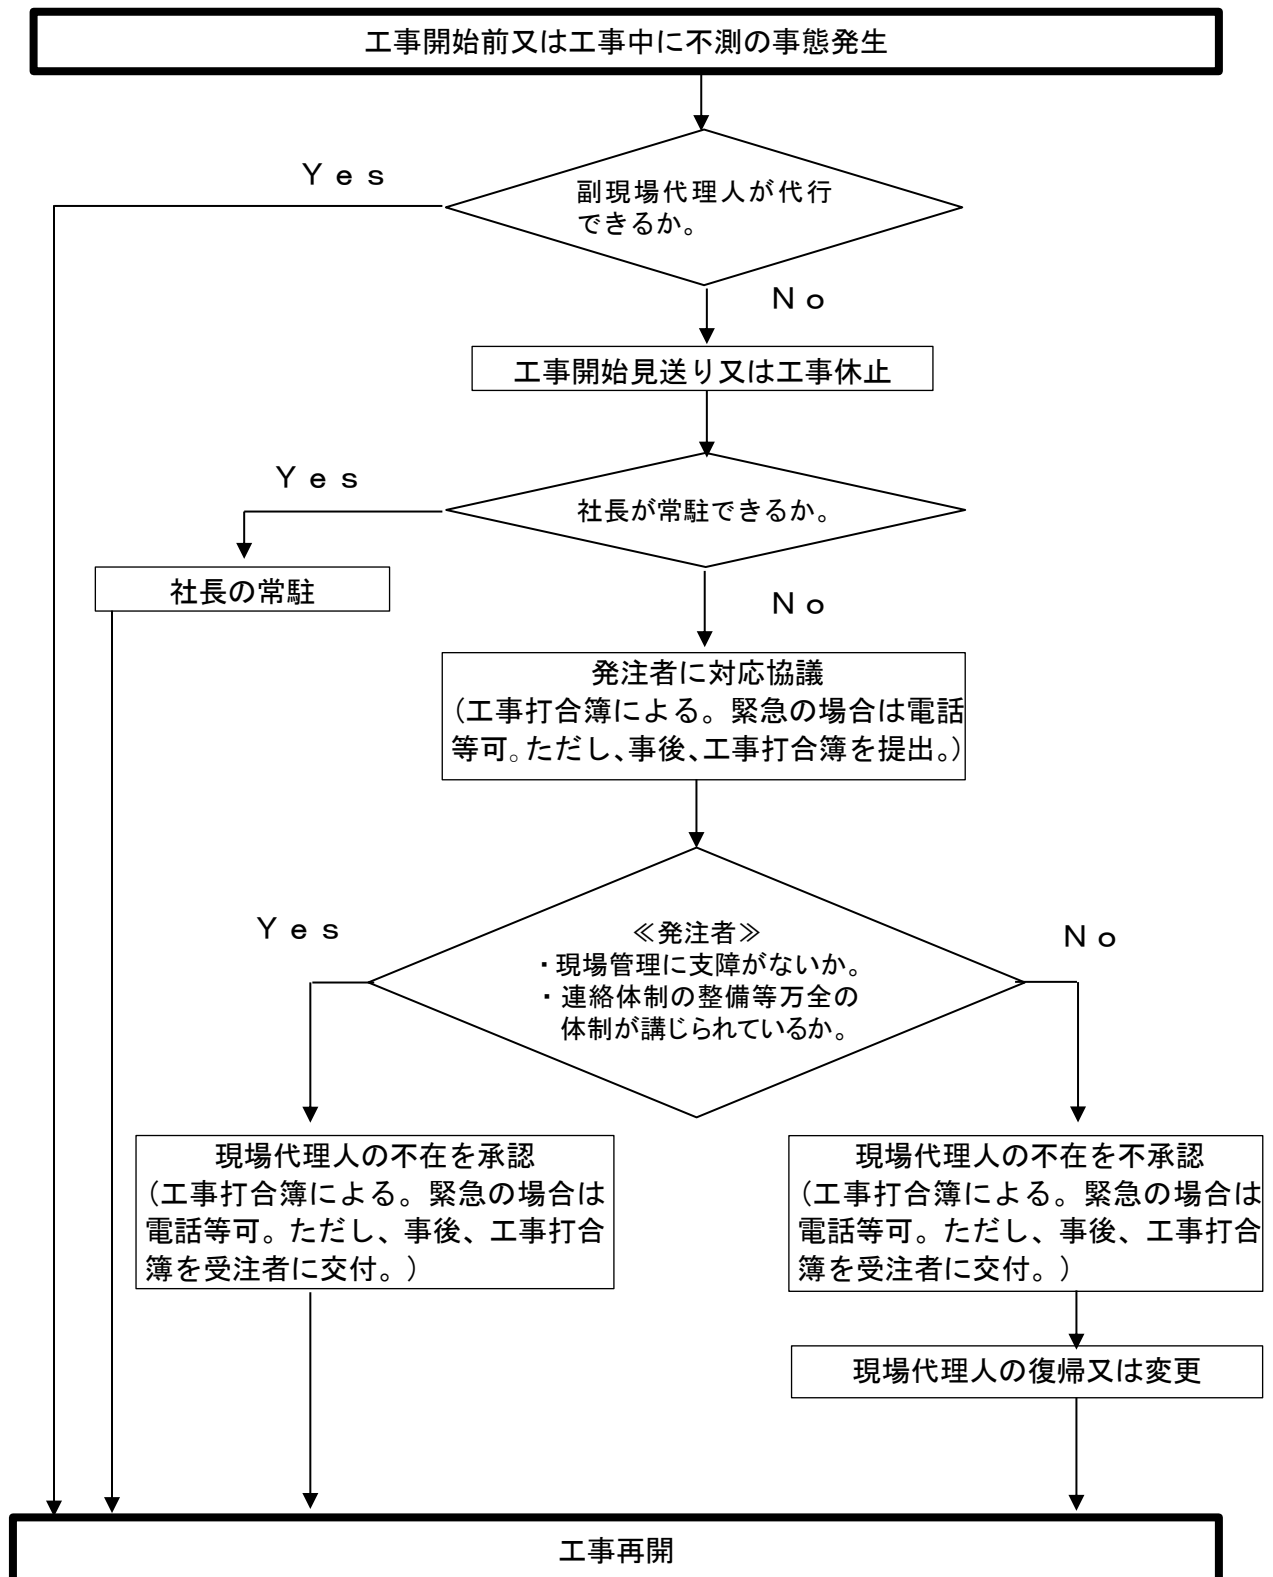 工事開始前又は工事中に不測の事態発生
Ｙｅｓ
副現場代理人が代行
できるか。
Ｎｏ
工事開始見送り又は工事休止
Ｙｅｓ
社長が常駐できるか。
社長の常駐
Ｎｏ
発注者に対応協議
（工事打合簿による。緊急の場合は電話
等可。ただし、事後、工事打合簿を提出。）
Ｙｅｓ
≪発注者≫
・現場管理に支障がないか。
・連絡体制の整備等万全の
体制が講じられているか。
Ｎｏ
現場代理人の不在を承認
（工事打合簿による。緊急の場合は
電話等可。ただし、事後、工事打合
簿を受注者に交付。）
現場代理人の不在を不承認
（工事打合簿による。緊急の場合は
電話等可。ただし、事後、工事打合
簿を受注者に交付。）
現場代理人の復帰又は変更
工事再開